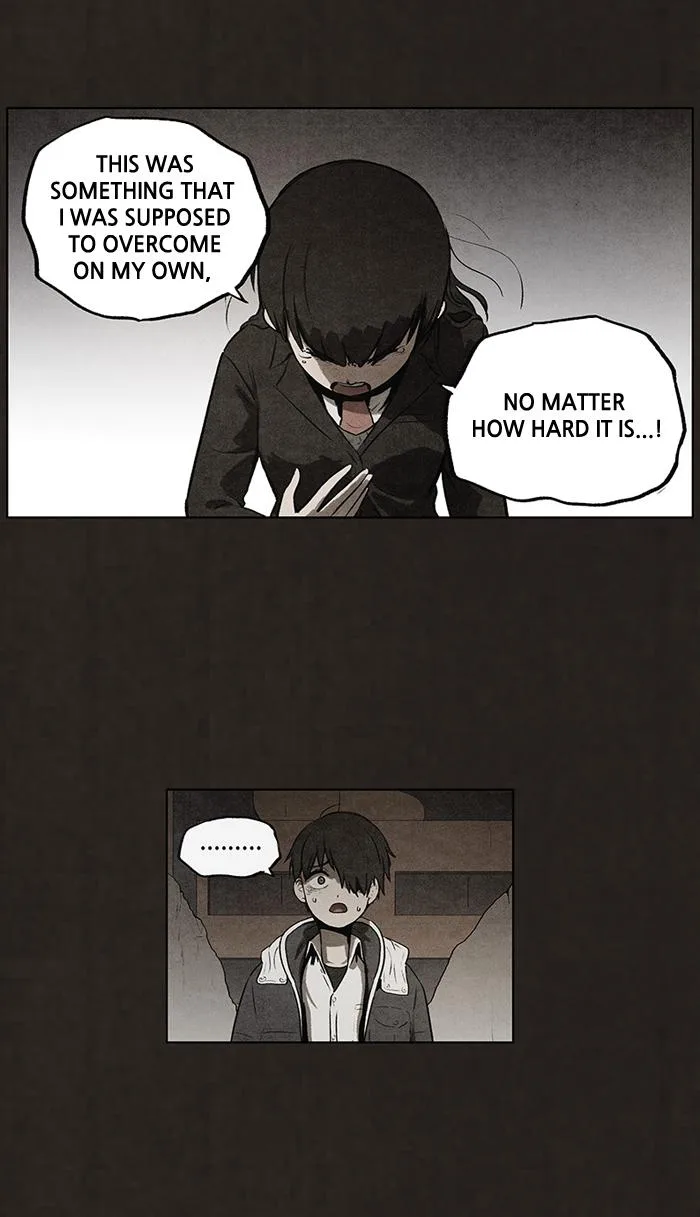 THIS WAS
SOMETHING THAT
I WAS SUPPOSED
TO OVERCOME
ON MY OWN,
NO MATTER
HOW HARD IT IS...!
.........